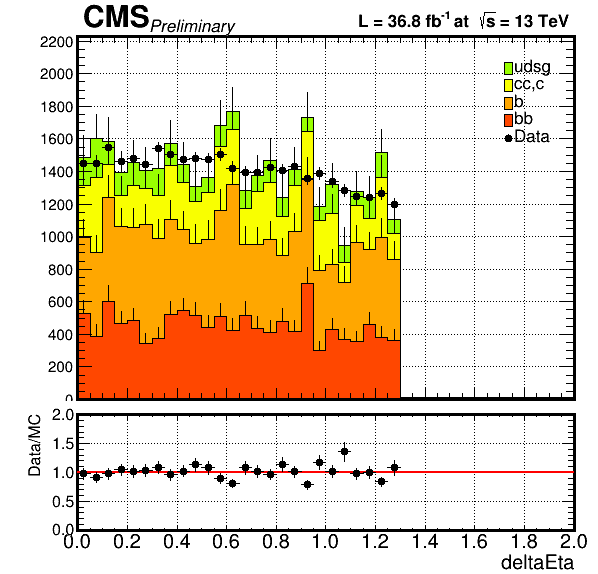 CMS Preliminary L = 36.8 fb⁻¹ at √s = 13 TeV
2200
2000
1800
1600
1400
1200
1000
800
600
400
200
0
udsg
cc,c
b
bb
Data
Data/MC
2.0
1.5
1.0
0.5
0.0
0.0 0.2 0.4 0.6 0.8 1.0 1.2 1.4 1.6 1.8 2.0
deltaEta